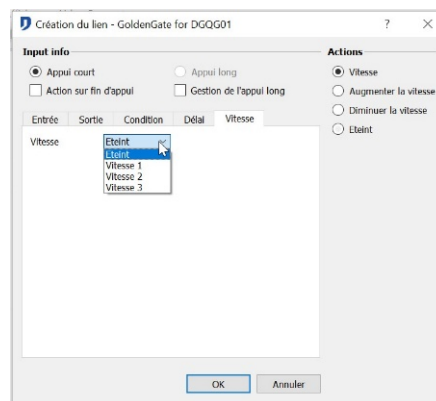 Création du lien - GoldenGate for DGQG01
Input info
Appui court
Appui long
Action sur fin d'appui
Gestion de l'appui long
Entrée Sortie Condition Délai Vitesse
Vitesse
Eteint
Eteint
Vitesse 1
Vitesse 2
Vitesse 3
Actions
Vitesse
Augmenter la vitesse
Diminuer la vitesse
Eteint
OK Annuler